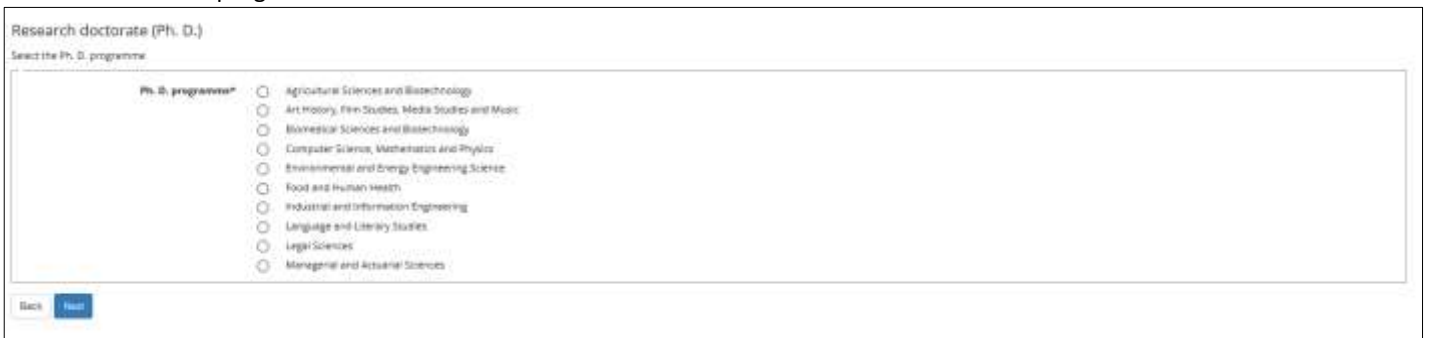 Research doctorate (Ph. D.)
Select the Ph. D. programme
Ph. D. programme*
Agricultural Sciences and Biotechnology
Art History, Film Studies, Media Studies and Music
Biomedical Sciences and Biotechnology
Computer Science, Mathematics and Physics
Environmental and Energy Engineering Science
Food and Human Health
Industrial and Information Engineering
Language and Literary Studies
Legal Sciences
Managerial and Actuarial Sciences
Back Next